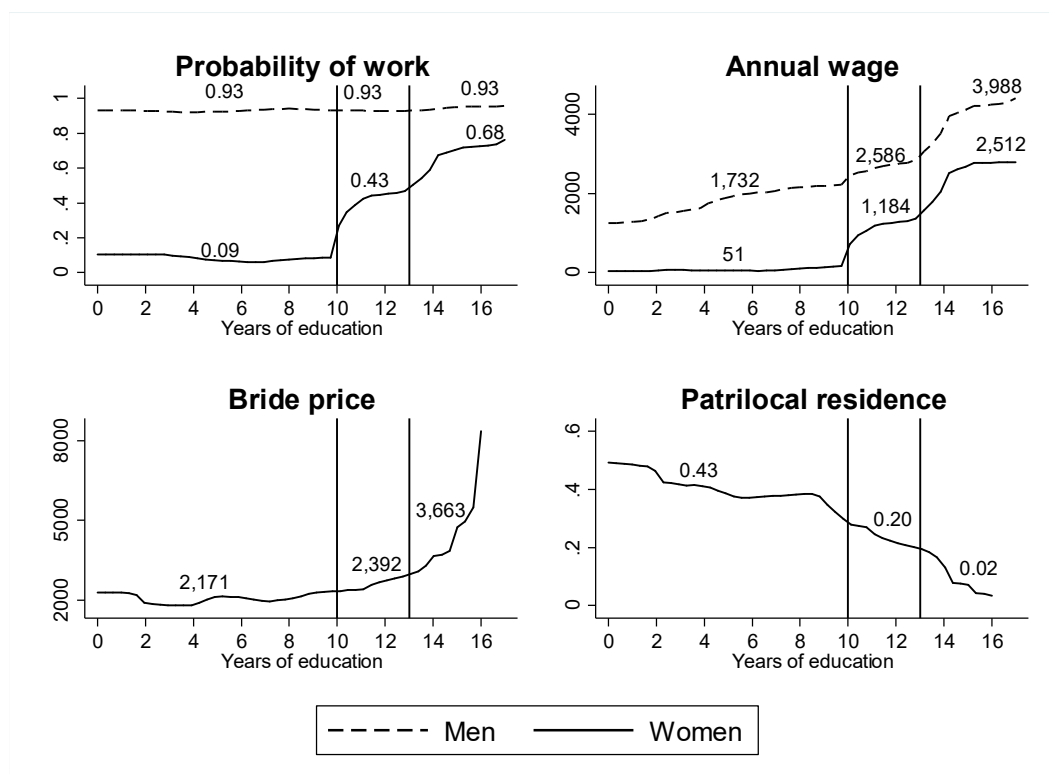 Probability of work
0.93 0.93 0.93
0.68
0.43
0.09
0 .2 .4 .6 .8 1
0 2 4 6 8 10 12 14 16
Years of education
Annual wage
3,988
2,586 2,512
1,732
1,184
51
0 2000 4000
0 2 4 6 8 10 12 14 16
Years of education
Bride price
3,663
2,392
2,171
2000 5000 8000
0 2 4 6 8 10 12 14 16
Years of education
Patrilocal residence
0.43
0.20
0.02
0 .2 .4 .6
0 2 4 6 8 10 12 14 16
Years of education
Men Women